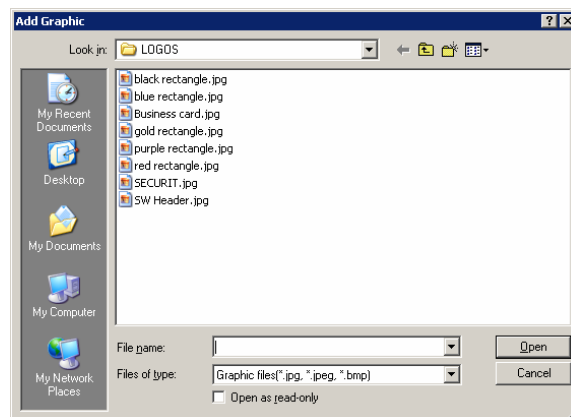 Add Graphic
Look in: LOGOS
My Recent
Documents
Desktop
My Documents
My Computer
My Network
Places
black rectangle.jpg
blue rectangle.jpg
Business card.jpg
gold rectangle.jpg
purple rectangle.jpg
red rectangle.jpg
SECURIT.jpg
SW Header.jpg
File name:
Open
Files of type: Graphic files(*.jpg, *.jpeg, *.bmp)
Cancel
Open as read-only